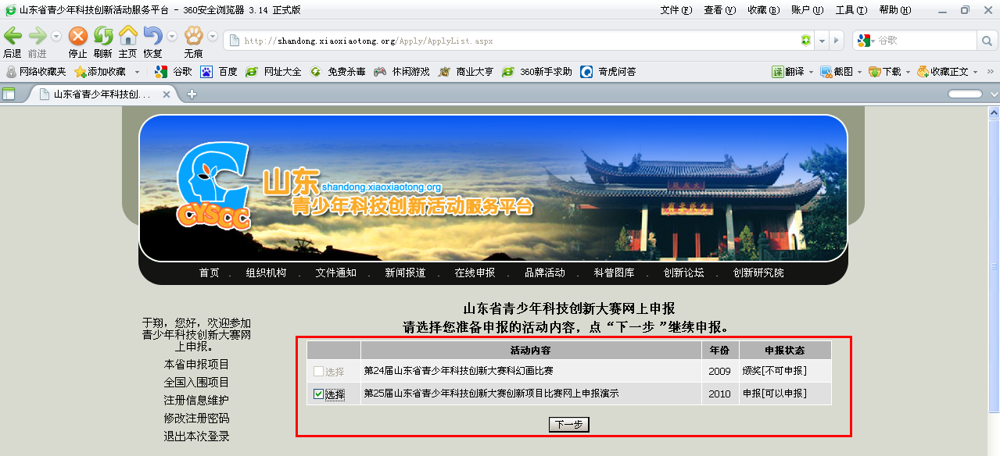 山东省青少年科技创新活动服务平台 - 360安全浏览器 3.14 正式版
文件(F) 查看(V) 收藏(B) 账户(U) 工具(T) 帮助(H)
http://shandong.xiaoxiaotong.org/Apply/ApplyList.aspx
谷歌
后退 前进 停止 刷新 主页 恢复 无痕
网络收藏夹 添加收藏 谷歌 百度 网址大全 免费杀毒 休闲游戏 商业大亨 360新手求助 奇虎问答 译 翻译 截图 下载 收藏正文 »
山东省青少年科技创...
大成殿
CYSCC
山东 shandong.xiaoxiaotong.org
青少年科技创新活动服务平台
首页 . 组织机构 . 文件通知 . 新闻报道 . 在线申报 . 品牌活动 . 科普图库 . 创新论坛 . 创新研究院
山东省青少年科技创新大赛网上申报
请选择您准备申报的活动内容，点“下一步 ”继续申报。
于翔，您好，欢迎参加
青少年科技创新大赛网
上申报。
本省申报项目
全国入围项目
注册信息维护
修改注册密码
退出本次登录
活动内容 年份 申报状态
选择 第24届山东省青少年科技创新大赛科幻画比赛 2009 颁奖[不可申报]
选择 第25届山东省青少年科技创新大赛创新项目比赛网上申报演示 2010 申报[可以申报]
下一步